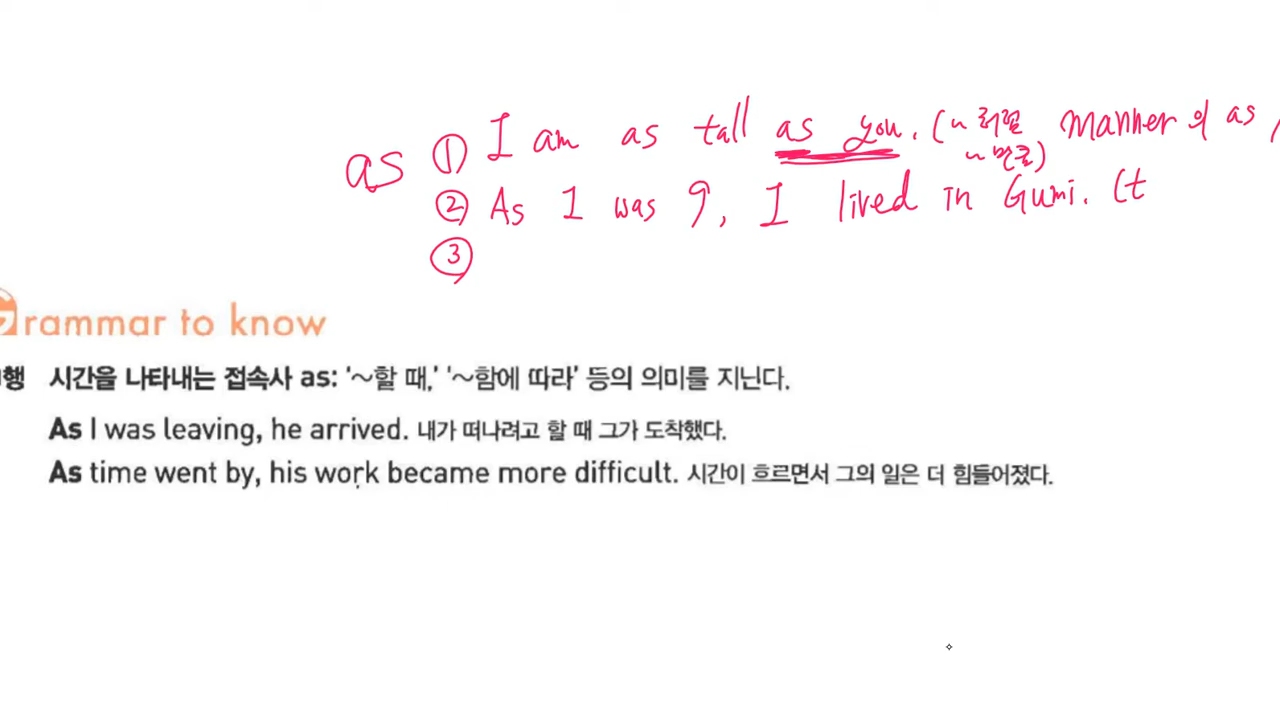 as ① I am as tall as you. (~처럼 manner의 as,
~만큼)
② As I was 9, I lived in Gumi. (t
③
Grammar to know
행 시간을 나타내는 접속사 as: ‘~할 때,’ ‘~함에 따라’ 등의 의미를 지닌다.
As I was leaving, he arrived. 내가 떠나려고 할 때 그가 도착했다.
As time went by, his work became more difficult. 시간이 흐르면서 그의 일은 더 힘들어졌다.